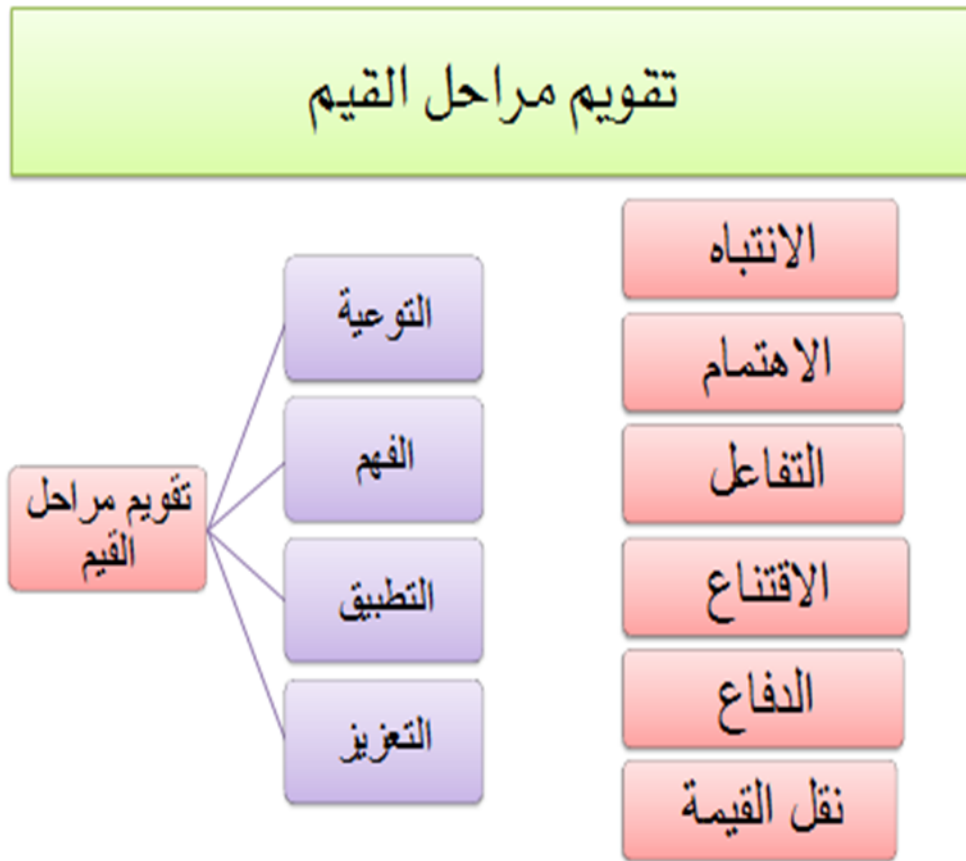 تقويم مراحل القيم
الانتباه
الاهتمام
التفاعل
الاقتناع
الدفاع
نقل القيمة
التوعية
الفهم
التطبيق
التعزيز
تقويم مراحل
القيم